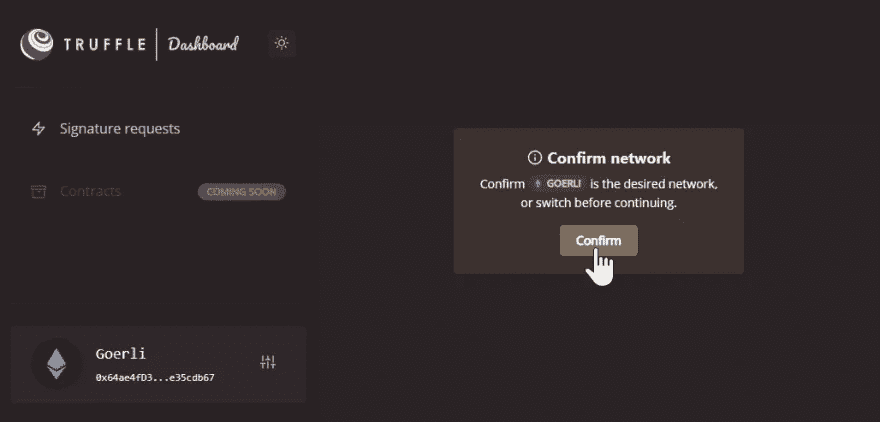 TRUFFLE | Dashboard
Signature requests
Contracts COMING SOON
Confirm network
Confirm GOERLI is the desired network,
or switch before continuing.
Confirm
Goerli
0x64ae4fD3...e35cdb67